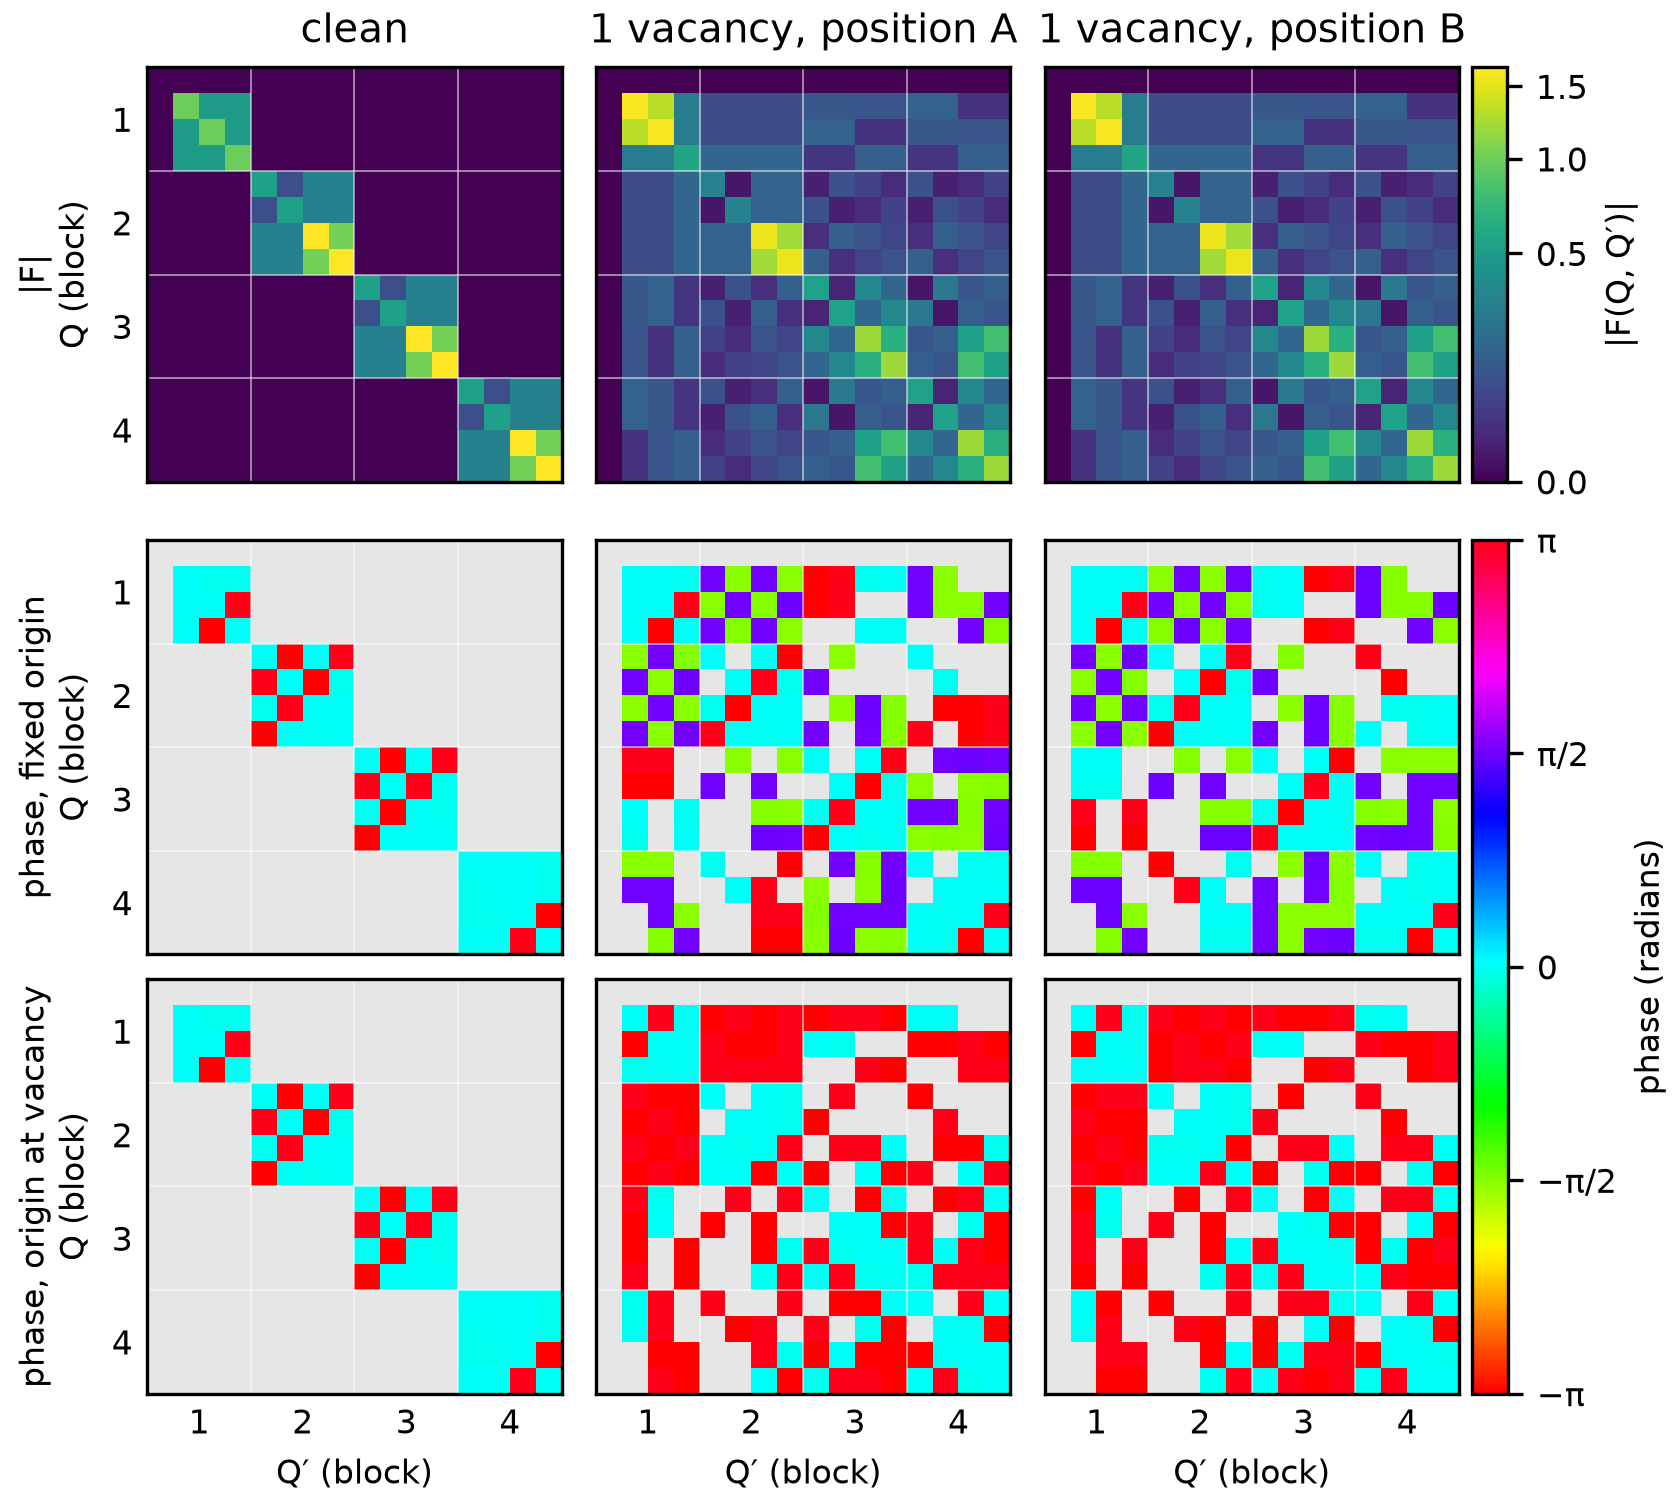 clean
1 vacancy, position A
1 vacancy, position B
|F|
Q (block)
1
2
3
4
1.5
1.0
0.5
0.0
|F(Q, Q′)|
phase, fixed origin
Q (block)
1
2
3
4
phase, origin at vacancy
Q (block)
1
2
3
4
π
π/2
0
−π/2
−π
phase (radians)
1 2 3 4
1 2 3 4
1 2 3 4
Q′ (block)
Q′ (block)
Q′ (block)